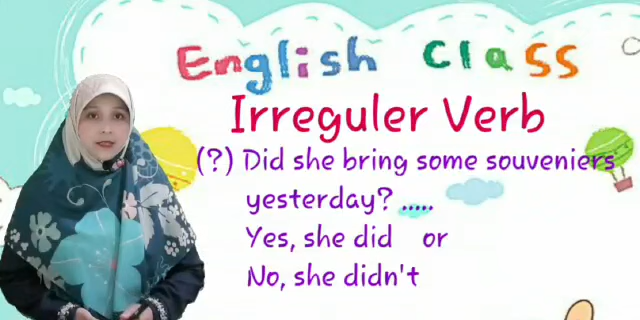 English Class
Irreguler Verb
(?) Did she bring some souveniers
yesterday? .....
Yes, she did or
No, she didn't